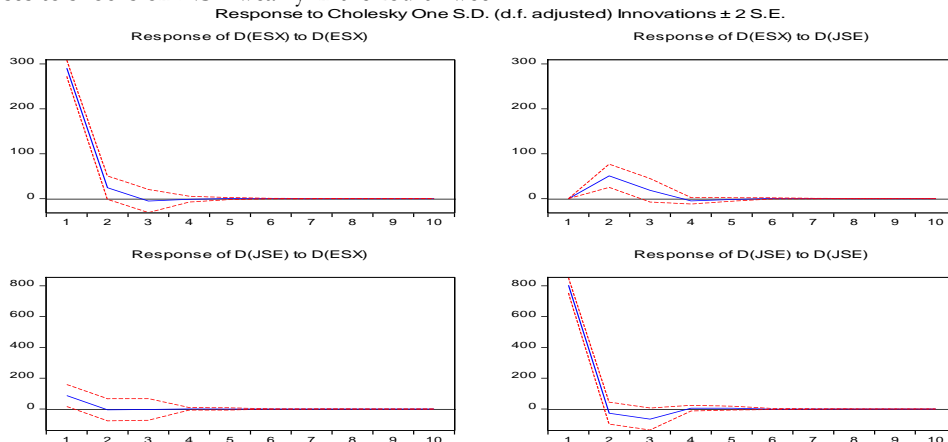 Response to Cholesky One S.D. (d.f. adjusted) Innovations ± 2 S.E.
Response of D(ESX) to D(ESX)
300
200
100
0
1 2 3 4 5 6 7 8 9 10
Response of D(ESX) to D(JSE)
300
200
100
0
1 2 3 4 5 6 7 8 9 10
Response of D(JSE) to D(ESX)
800
600
400
200
0
1 2 3 4 5 6 7 8 9 10
Response of D(JSE) to D(JSE)
800
600
400
200
0
1 2 3 4 5 6 7 8 9 10